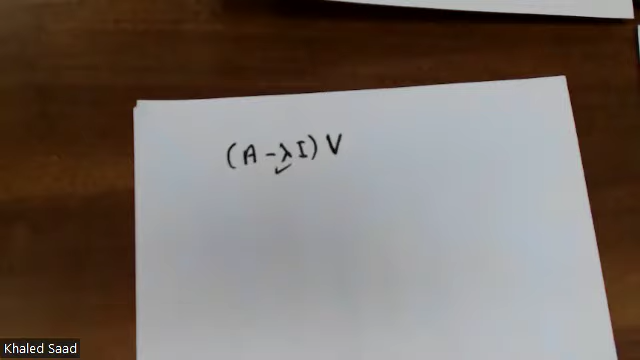 (A - λI) V
Khaled Saad